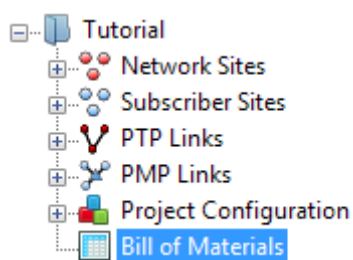 Tutorial
Network Sites
Subscriber Sites
PTP Links
PMP Links
Project Configuration
Bill of Materials